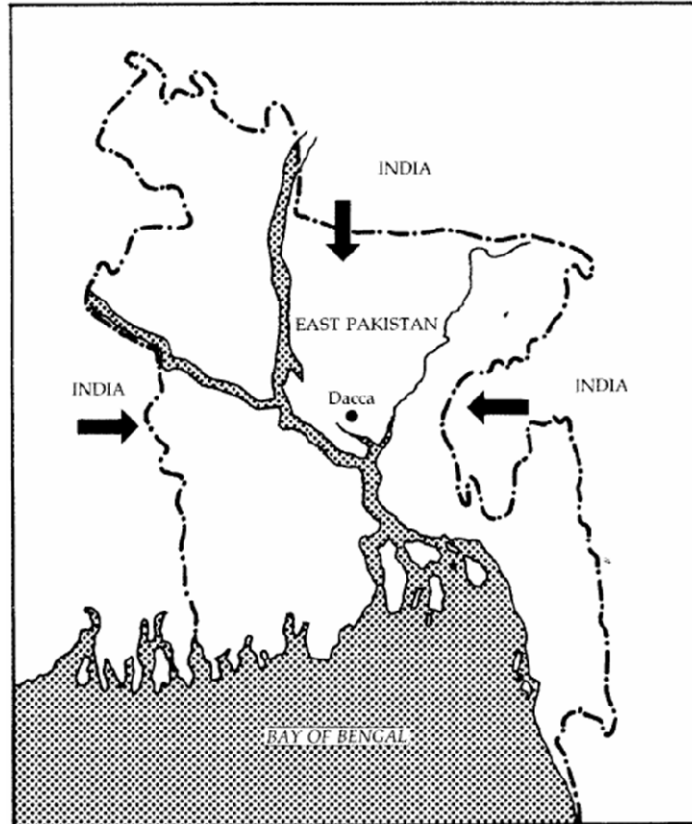 INDIA
EAST PAKISTAN
Dacca
INDIA
INDIA
BAY OF BENGAL